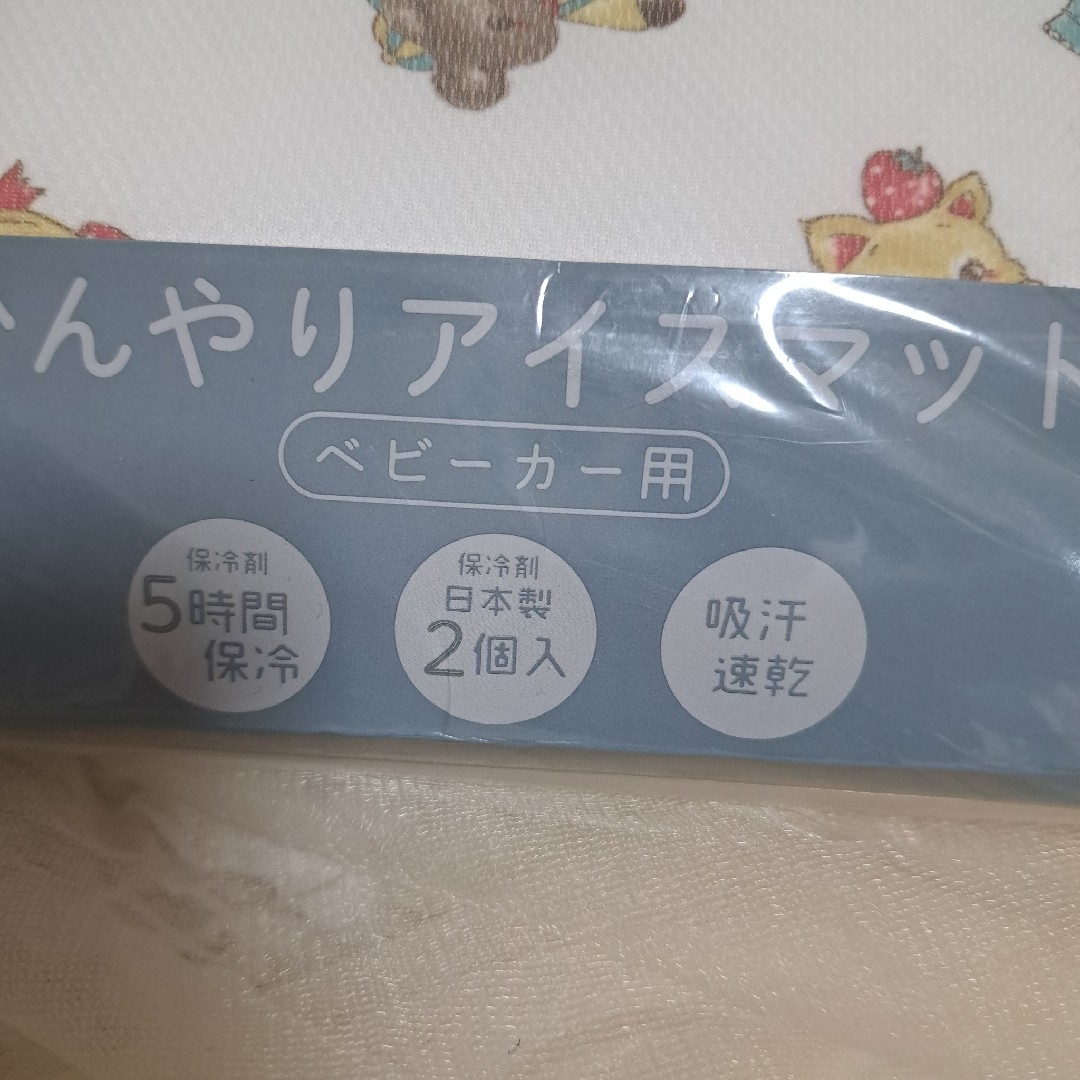 んやりアイスマット
ベビーカー用
保冷剤
5時間
保冷
保冷剤
日本製
2個入
吸汗
速乾